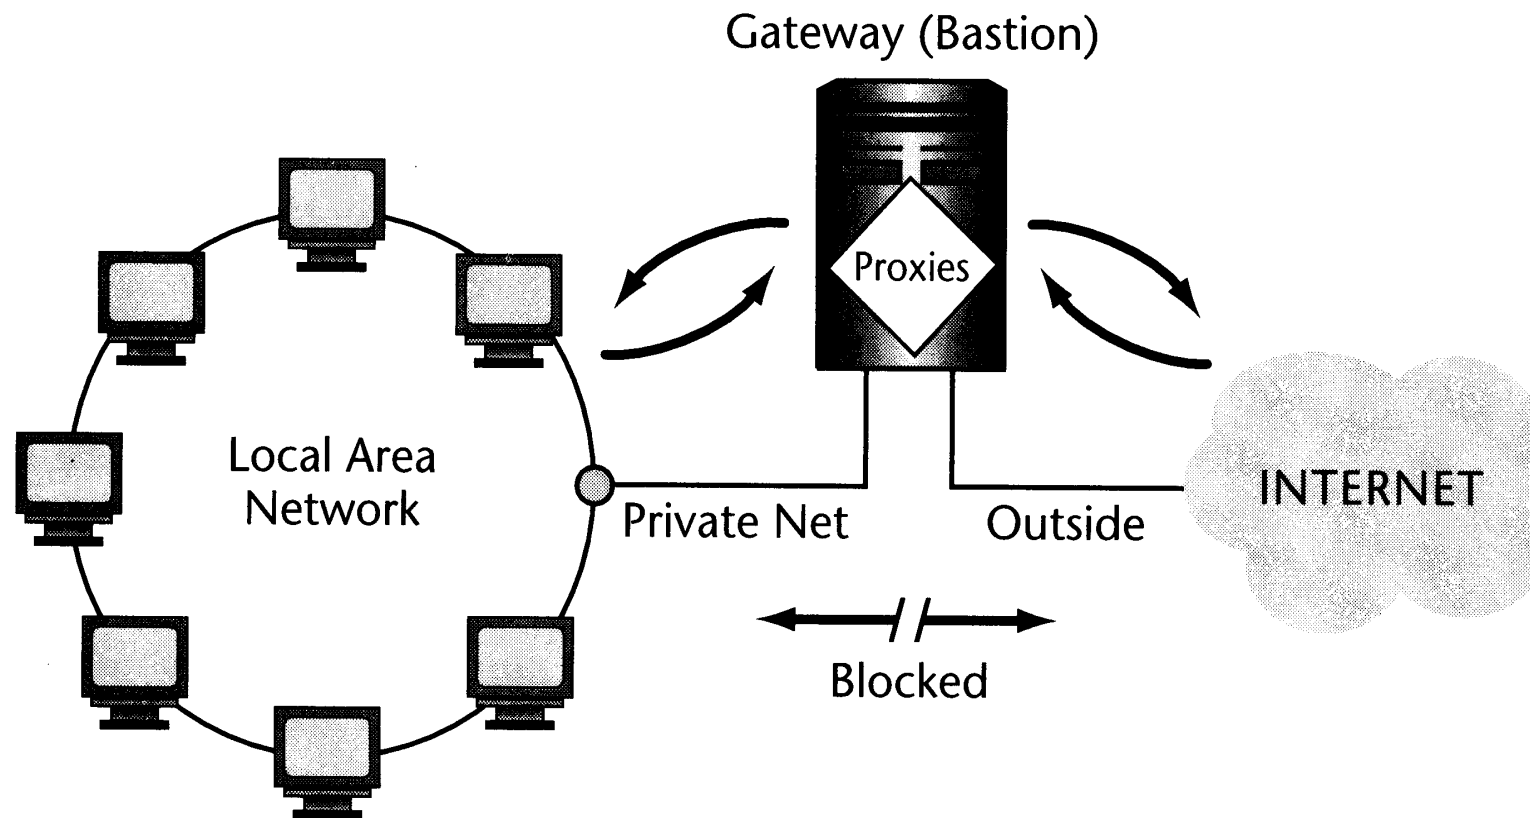 Gateway (Bastion)
Proxies
Local Area
Network
Private Net
Outside
INTERNET
Blocked